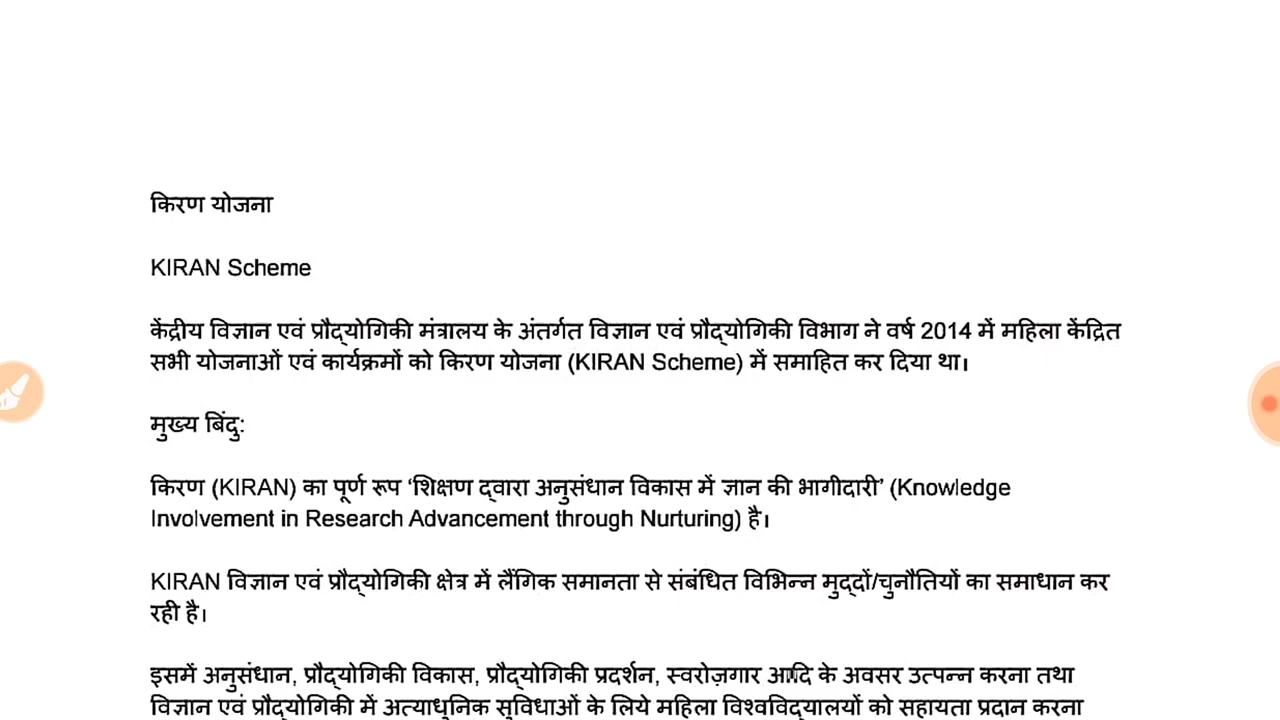 किरण योजना
KIRAN Scheme
केंद्रीय विज्ञान एवं प्रौद्योगिकी मंत्रालय के अंतर्गत विज्ञान एवं प्रौद्योगिकी विभाग ने वर्ष 2014 में महिला केंद्रित
सभी योजनाओं एवं कार्यक्रमों को किरण योजना (KIRAN Scheme) में समाहित कर दिया था।
मुख्य बिंदु:
किरण (KIRAN) का पूर्ण रूप ‘शिक्षण द्वारा अनुसंधान विकास में ज्ञान की भागीदारी’ (Knowledge
Involvement in Research Advancement through Nurturing) है।
KIRAN विज्ञान एवं प्रौद्योगिकी क्षेत्र में लैंगिक समानता से संबंधित विभिन्न मुद्दों/चुनौतियों का समाधान कर
रही है।
इसमें अनुसंधान, प्रौद्योगिकी विकास, प्रौद्योगिकी प्रदर्शन, स्वरोज़गार आदि के अवसर उत्पन्न करना तथा
विज्ञान एवं प्रौद्योगिकी में अत्याधुनिक सुविधाओं के लिये महिला विश्वविद्यालयों को सहायता प्रदान करना